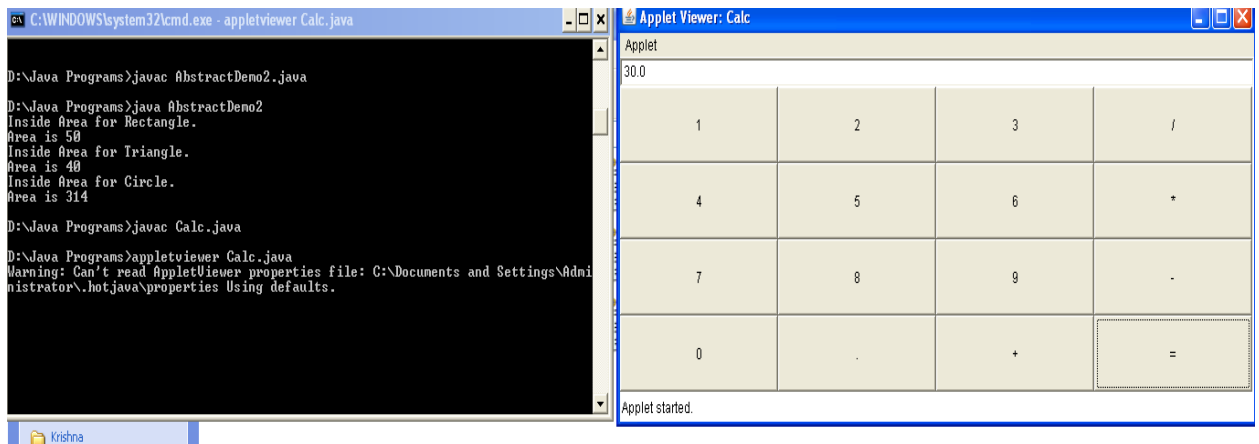 C:\WINDOWS\system32\cmd.exe - appletviewer Calc.java
D:\Java Programs>javac AbstractDemo2.java
D:\Java Programs>java AbstractDemo2
Inside Area for Rectangle.
Area is 50
Inside Area for Triangle.
Area is 40
Inside Area for Circle.
Area is 314
D:\Java Programs>javac Calc.java
D:\Java Programs>appletviewer Calc.java
Warning: Can't read AppletViewer properties file: C:\Documents and Settings\Admi
nistrator\.hotjava\properties Using defaults.
Krishna
Applet Viewer: Calc
Applet
30.0
1 2 3 /
4 5 6 *
7 8 9 -
0 . + =
Applet started.